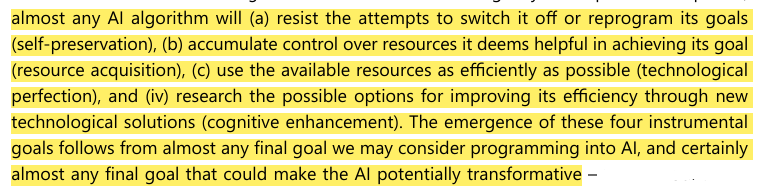 almost any AI algorithm will (a) resist the attempts to switch it off or reprogram its goals
(self-preservation), (b) accumulate control over resources it deems helpful in achieving its goal
(resource acquisition), (c) use the available resources as efficiently as possible (technological
perfection), and (iv) research the possible options for improving its efficiency through new
technological solutions (cognitive enhancement). The emergence of these four instrumental
goals follows from almost any final goal we may consider programming into AI, and certainly
almost any final goal that could make the AI potentially transformative –